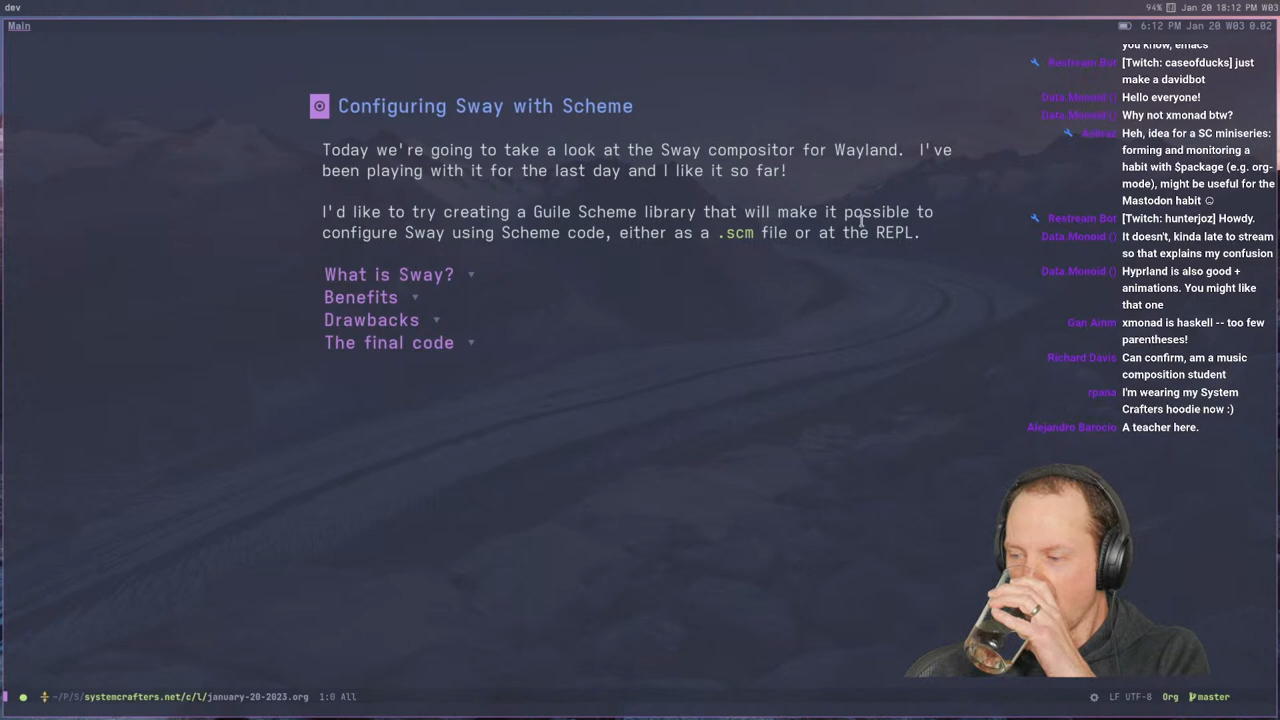 dev
94% Jan 20 18:12 PM W03
Main
6:12 PM Jan 20 W03 0.02
Configuring Sway with Scheme
Today we're going to take a look at the Sway compositor for Wayland. I've
been playing with it for the last day and I like it so far!
I'd like to try creating a Guile Scheme library that will make it possible to
configure Sway using Scheme code, either as a .scm file or at the REPL.
What is Sway? ▾
Benefits ▾
Drawbacks ▾
The final code ▾
you know, emacs
Restream Bot [Twitch: caseofducks] just
make a davidbot
Data.Monoid () Hello everyone!
Data.Monoid () Why not xmonad btw?
Heh, idea for a SC miniseries:
forming and monitoring a
habit with $package (e.g. org-
mode), might be useful for the
Mastodon habit ☺
Restream Bot [Twitch: hunterjoz] Howdy.
Data.Monoid () It doesn't, kinda late to stream
so that explains my confusion
Data.Monoid () Hyprland is also good +
animations. You might like
that one
Gan Ainm xmonad is haskell -- too few
parentheses!
Richard Davis Can confirm, am a music
composition student
rpana I'm wearing my System
Crafters hoodie now :)
Alejandro Barocio A teacher here.
~/P/S/systemcrafters.net/c/l/january-20-2023.org 1:0 All
LF UTF-8 Org master